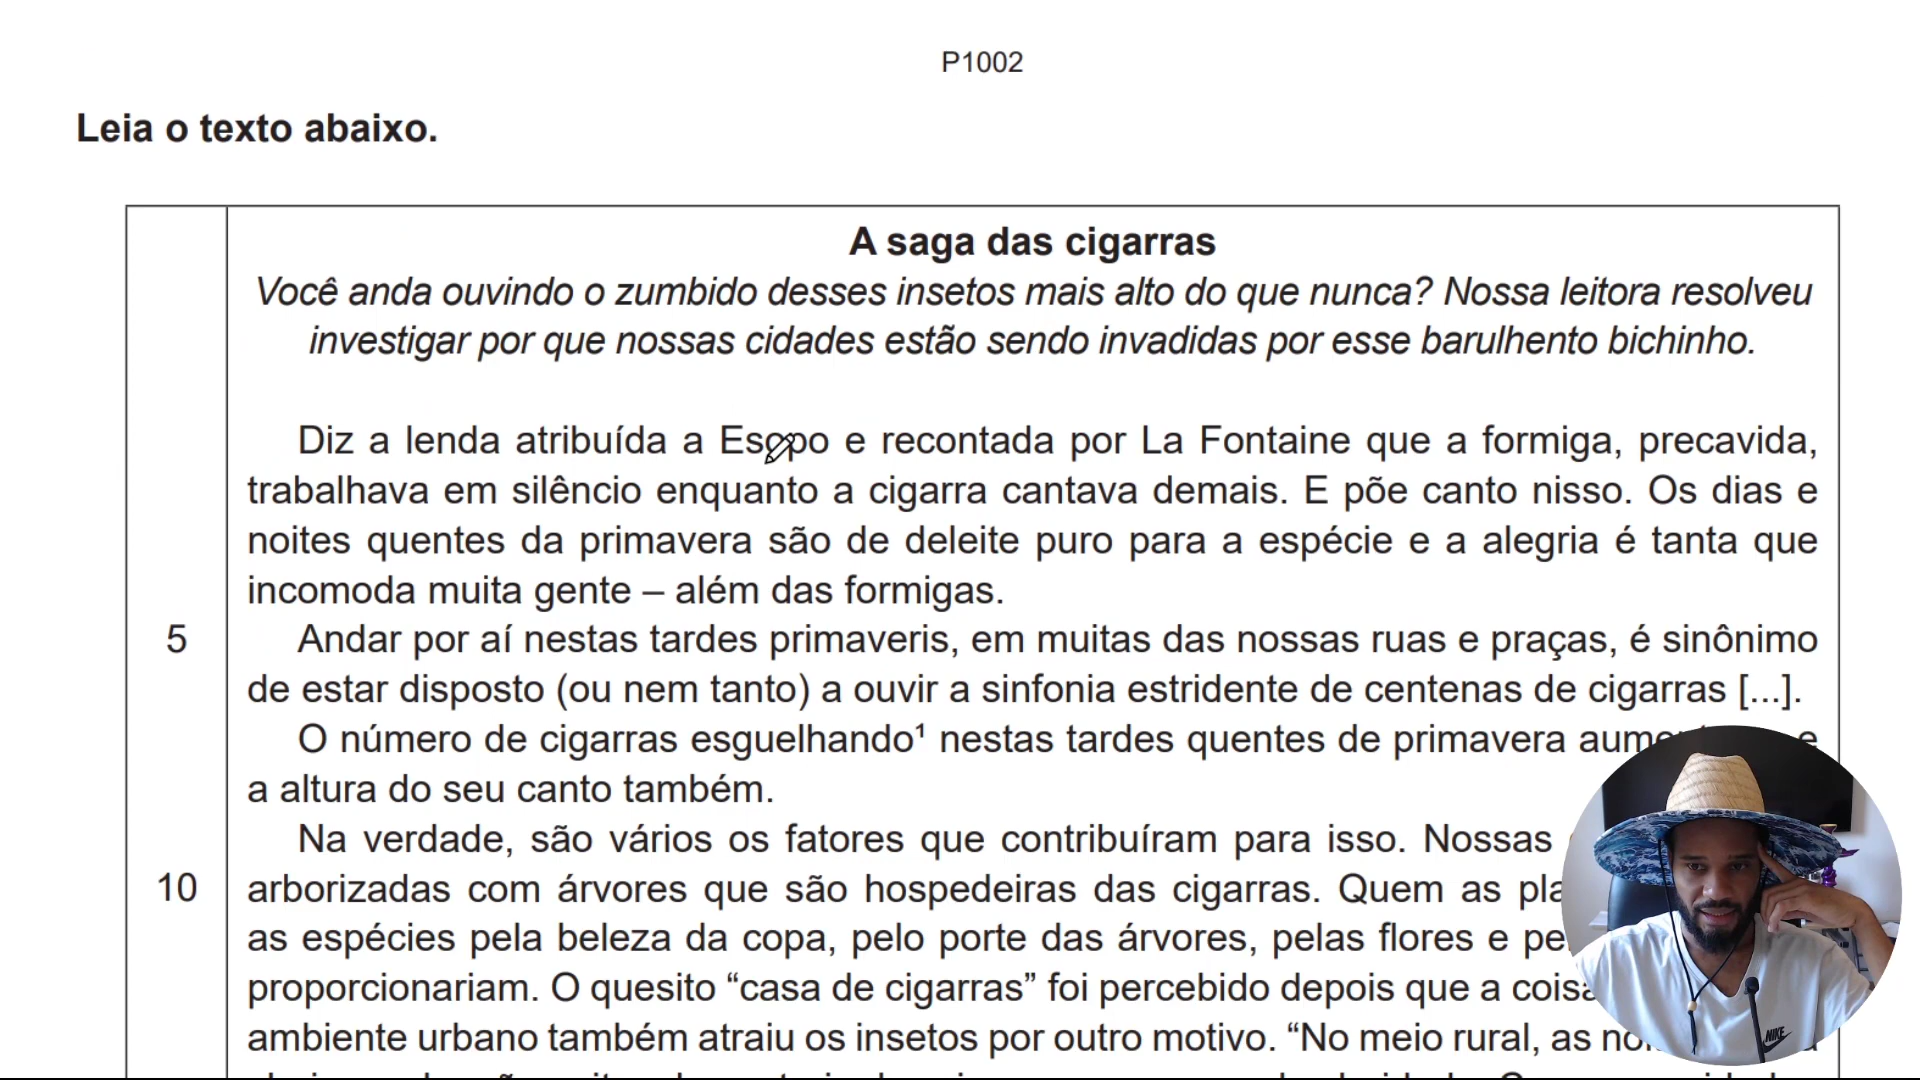 P1002
Leia o texto abaixo.
A saga das cigarras
Você anda ouvindo o zumbido desses insetos mais alto do que nunca? Nossa leitora resolveu
investigar por que nossas cidades estão sendo invadidas por esse barulhento bichinho.
Diz a lenda atribuída a Esopo e recontada por La Fontaine que a formiga, precavida,
trabalhava em silêncio enquanto a cigarra cantava demais. E põe canto nisso. Os dias e
noites quentes da primavera são de deleite puro para a espécie e a alegria é tanta que
incomoda muita gente – além das formigas.
5 Andar por aí nestas tardes primaveris, em muitas das nossas ruas e praças, é sinônimo
de estar disposto (ou nem tanto) a ouvir a sinfonia estridente de centenas de cigarras [...].
O número de cigarras esguelhando¹ nestas tardes quentes de primavera e
a altura do seu canto também.
Na verdade, são vários os fatores que contribuíram para isso. Nossas
10 arborizadas com árvores que são hospedeiras das cigarras. Quem as
as espécies pela beleza da copa, pelo porte das árvores, pelas flores e
proporcionariam. O quesito “casa de cigarras” foi percebido depois que a
ambiente urbano também atraiu os insetos por outro motivo. “No meio rural, as
NIKE